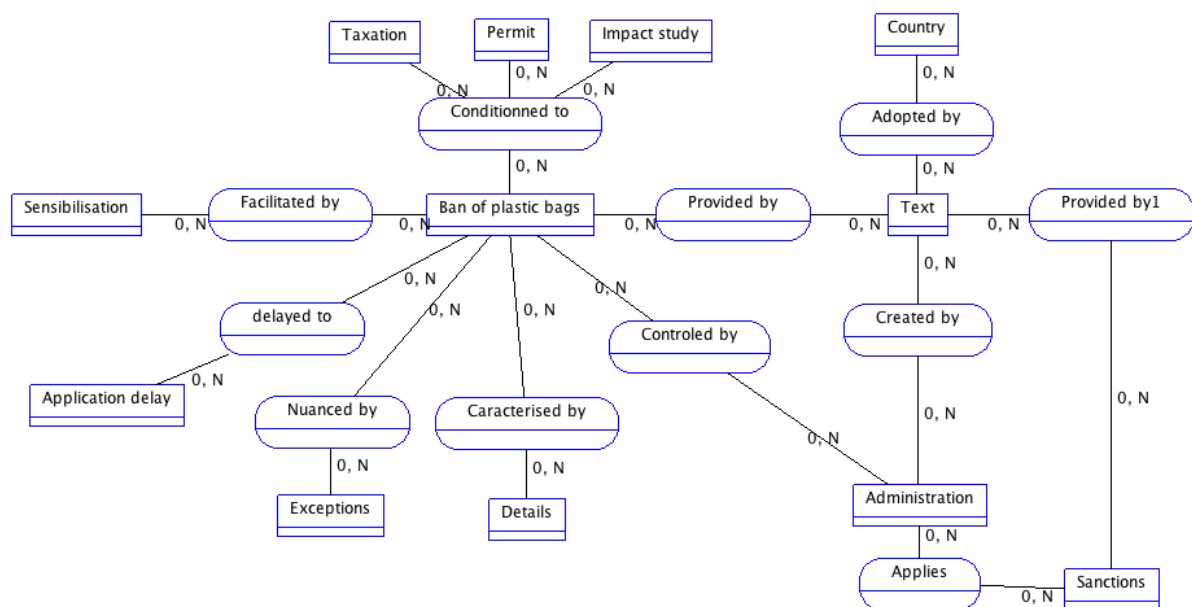 Taxation
Permit
Impact study
Country
0, N
0, N
0, N
0, N
Conditionned to
Adopted by
0, N
0, N
Sensibilisation
Facilitated by
Ban of plastic bags
Provided by
Text
Provided by1
0, N
0, N
0, N
0, N
0, N
0, N
0, N
0, N
0, N
0, N
0, N
delayed to
Created by
Controled by
0, N
Application delay
0, N
Nuanced by
Caracterised by
0, N
0, N
0, N
0, N
0, N
Exceptions
Details
Administration
0, N
Applies
Sanctions
0, N